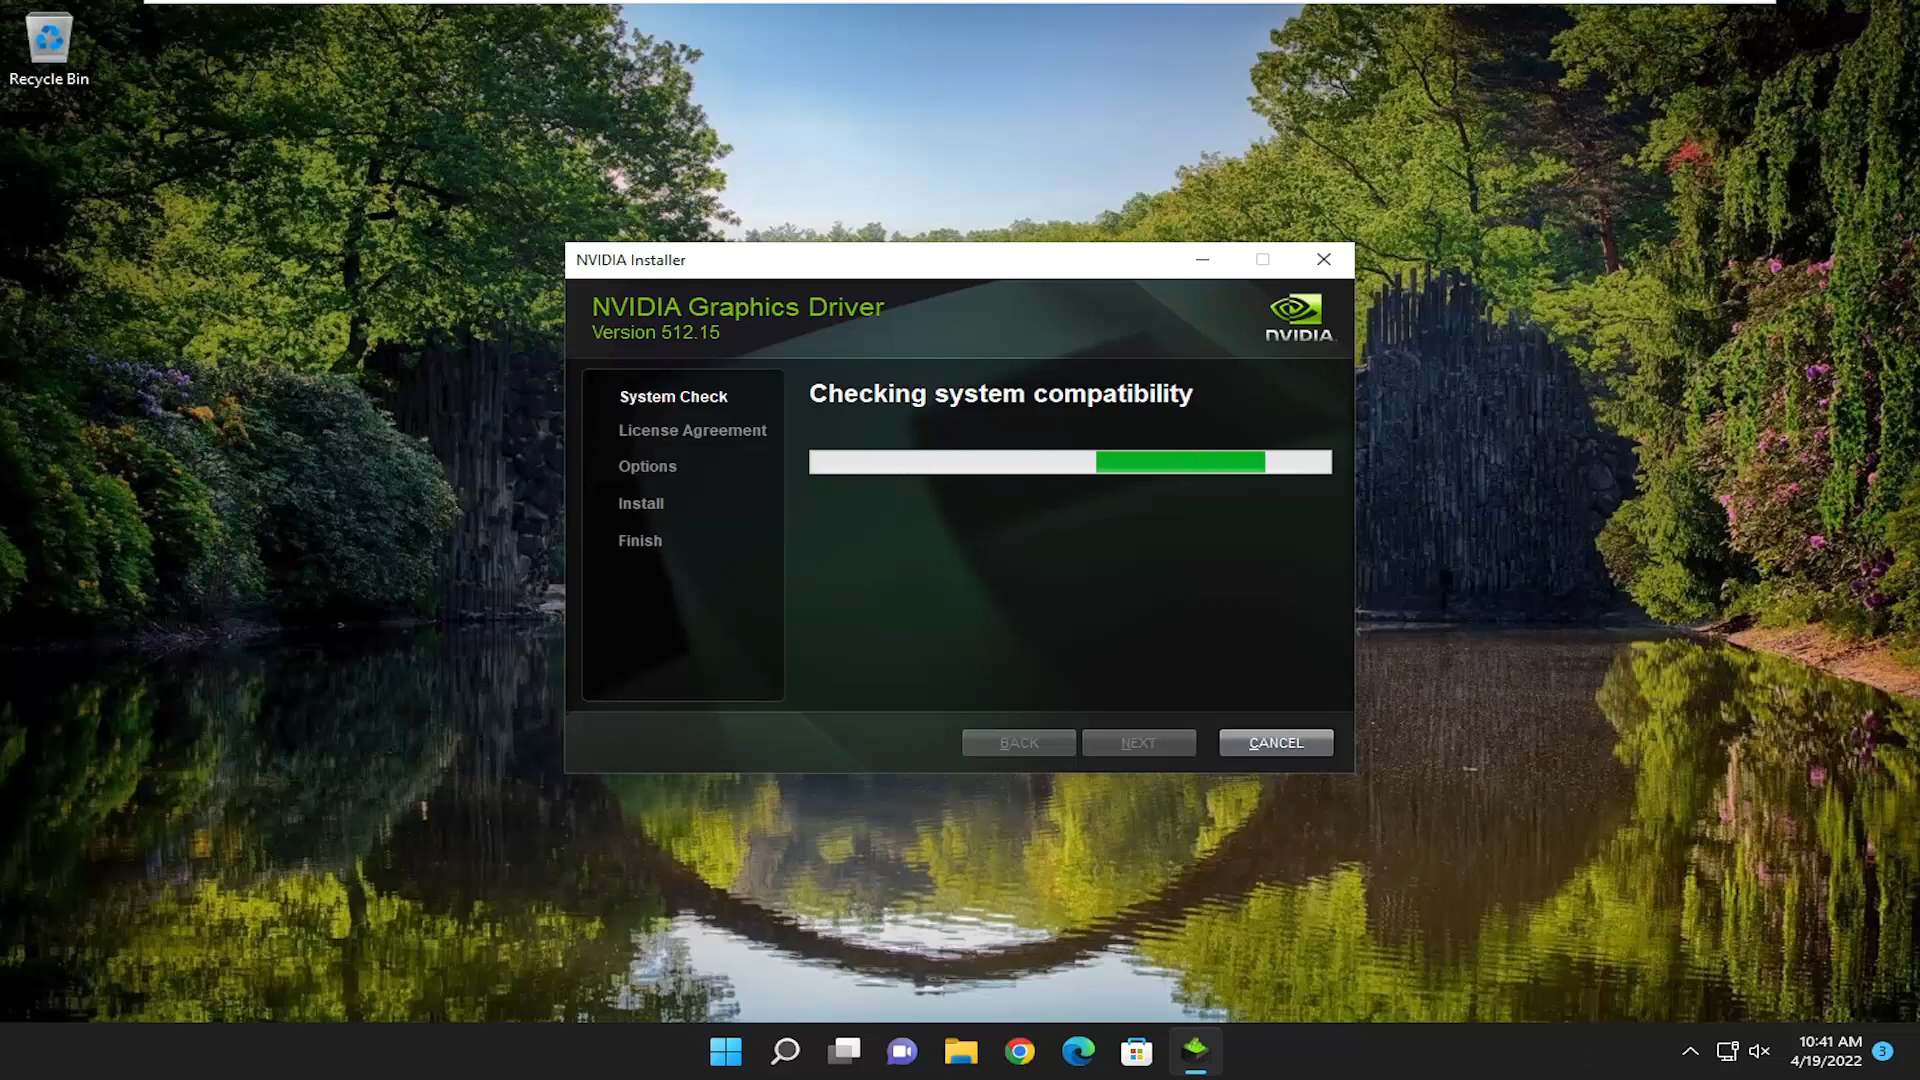 Recycle Bin
NVIDIA Installer
NVIDIA Graphics Driver
Version 512.15
NVIDIA
System Check
License Agreement
Options
Install
Finish
Checking system compatibility
BACK
NEXT
CANCEL
10:41 AM
4/19/2022
3